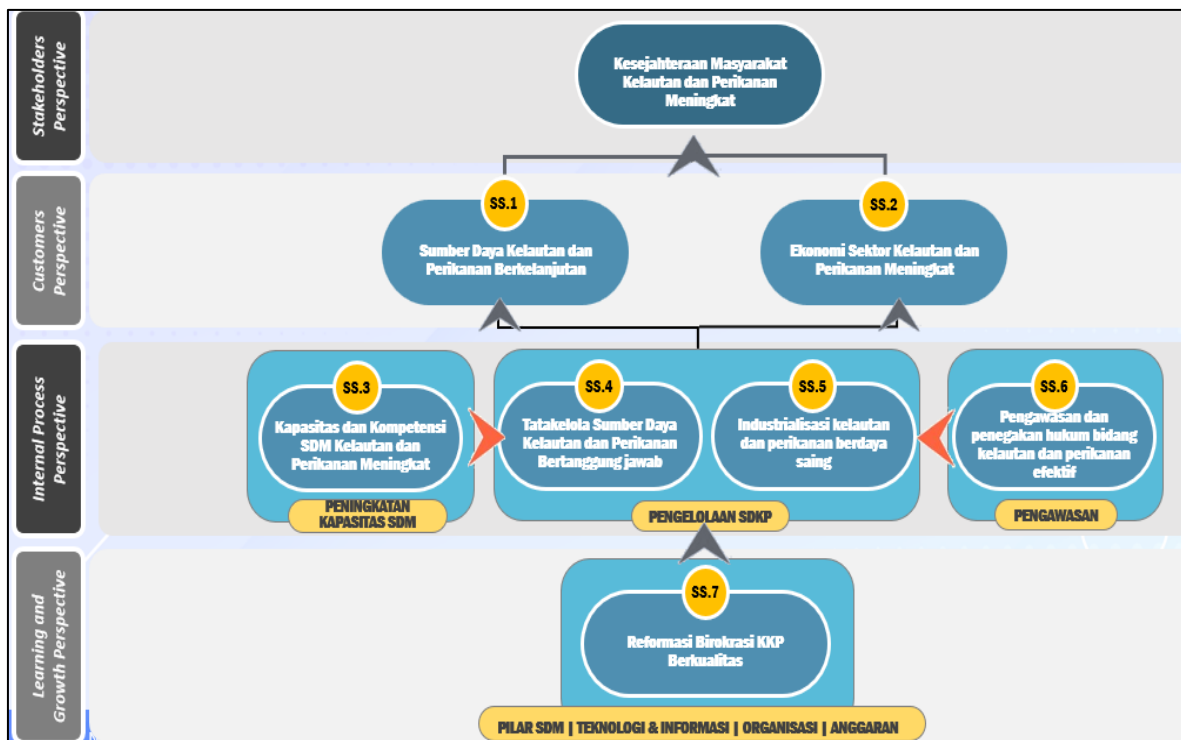 Stakeholders
Perspective
Kesejahteraan Masyarakat
Kelautan dan Perikanan
Meningkat
Customers
Perspective
SS.1
Sumber Daya Kelautan dan
Perikanan Berkelanjutan
SS.2
Ekonomi Sektor Kelautan dan
Perikanan Meningkat
Internal Process
Perspective
SS.3
Kapasitas dan Kompetensi
SDM Kelautan dan
Perikanan Meningkat
PENINGKATAN
KAPASITAS SDM
SS.4
Tatakelola Sumber Daya
Kelautan dan Perikanan
Bertanggung jawab
SS.5
Industrialisasi kelautan
dan perikanan berdaya
saing
PENGELOLAAN SDKP
SS.6
Pengawasan dan
penegakan hukum bidang
kelautan dan perikanan
efektif
PENGAWASAN
Learning and
Growth Perspective
SS.7
Reformasi Birokrasi KKP
Berkualitas
PILAR SDM | TEKNOLOGI & INFORMASI | ORGANISASI | ANGGARAN